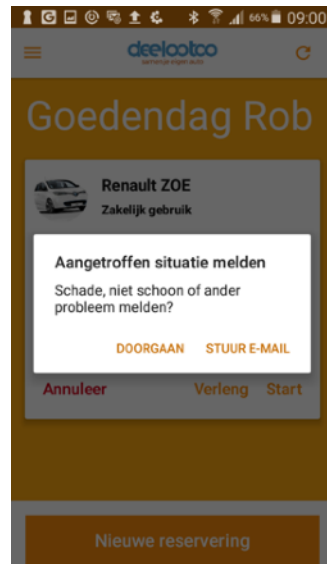 66% 09:00
deelootoo
samen je eigen auto
Goedendag Rob
Renault ZOE
Zakelijk gebruik
Aangetroffen situatie melden
Schade, niet schoon of ander
probleem melden?
DOORGAAN STUUR E-MAIL
Annuleer Verleng Start
Nieuwe reservering